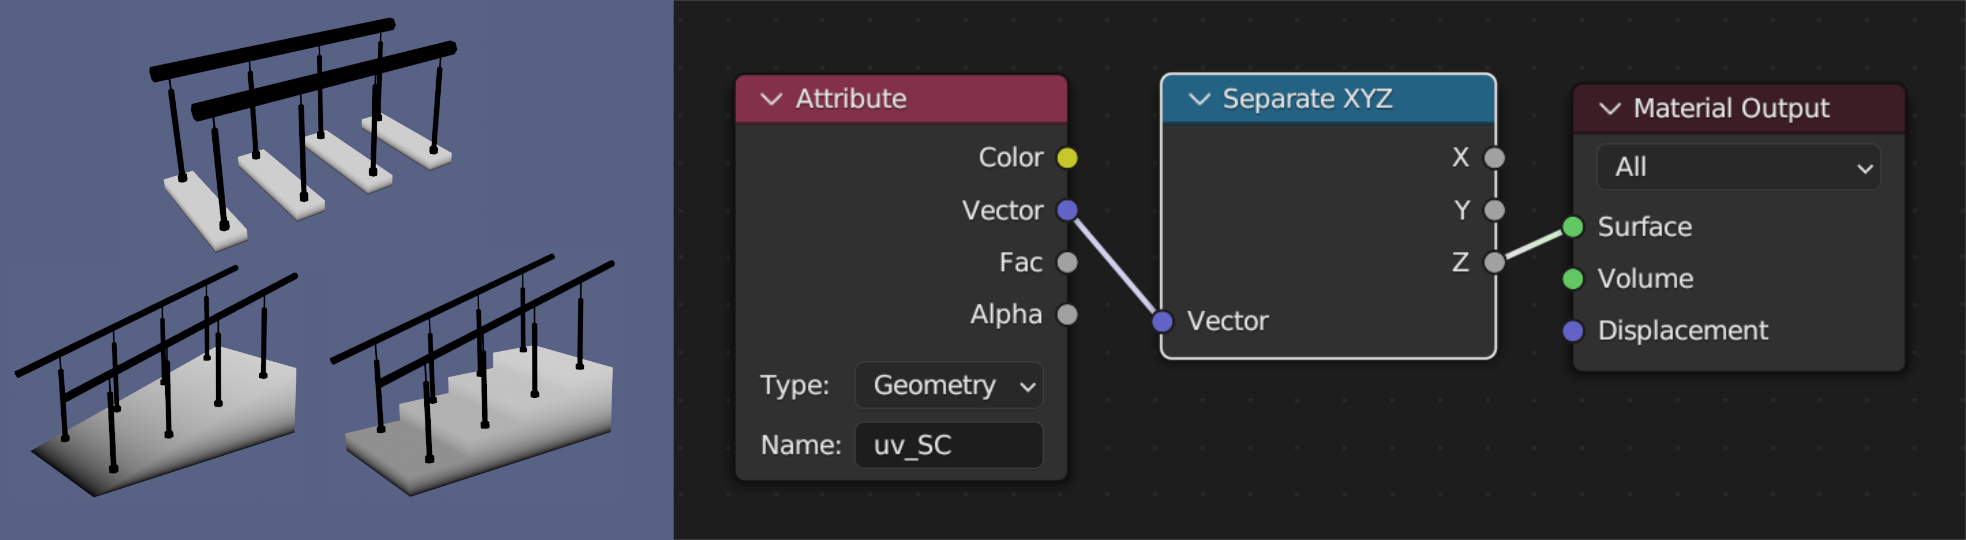 Attribute
Color
Vector
Fac
Alpha
Type: Geometry
Name: uv_SC
Separate XYZ
X
Y
Z
Vector
Material Output
All
Surface
Volume
Displacement